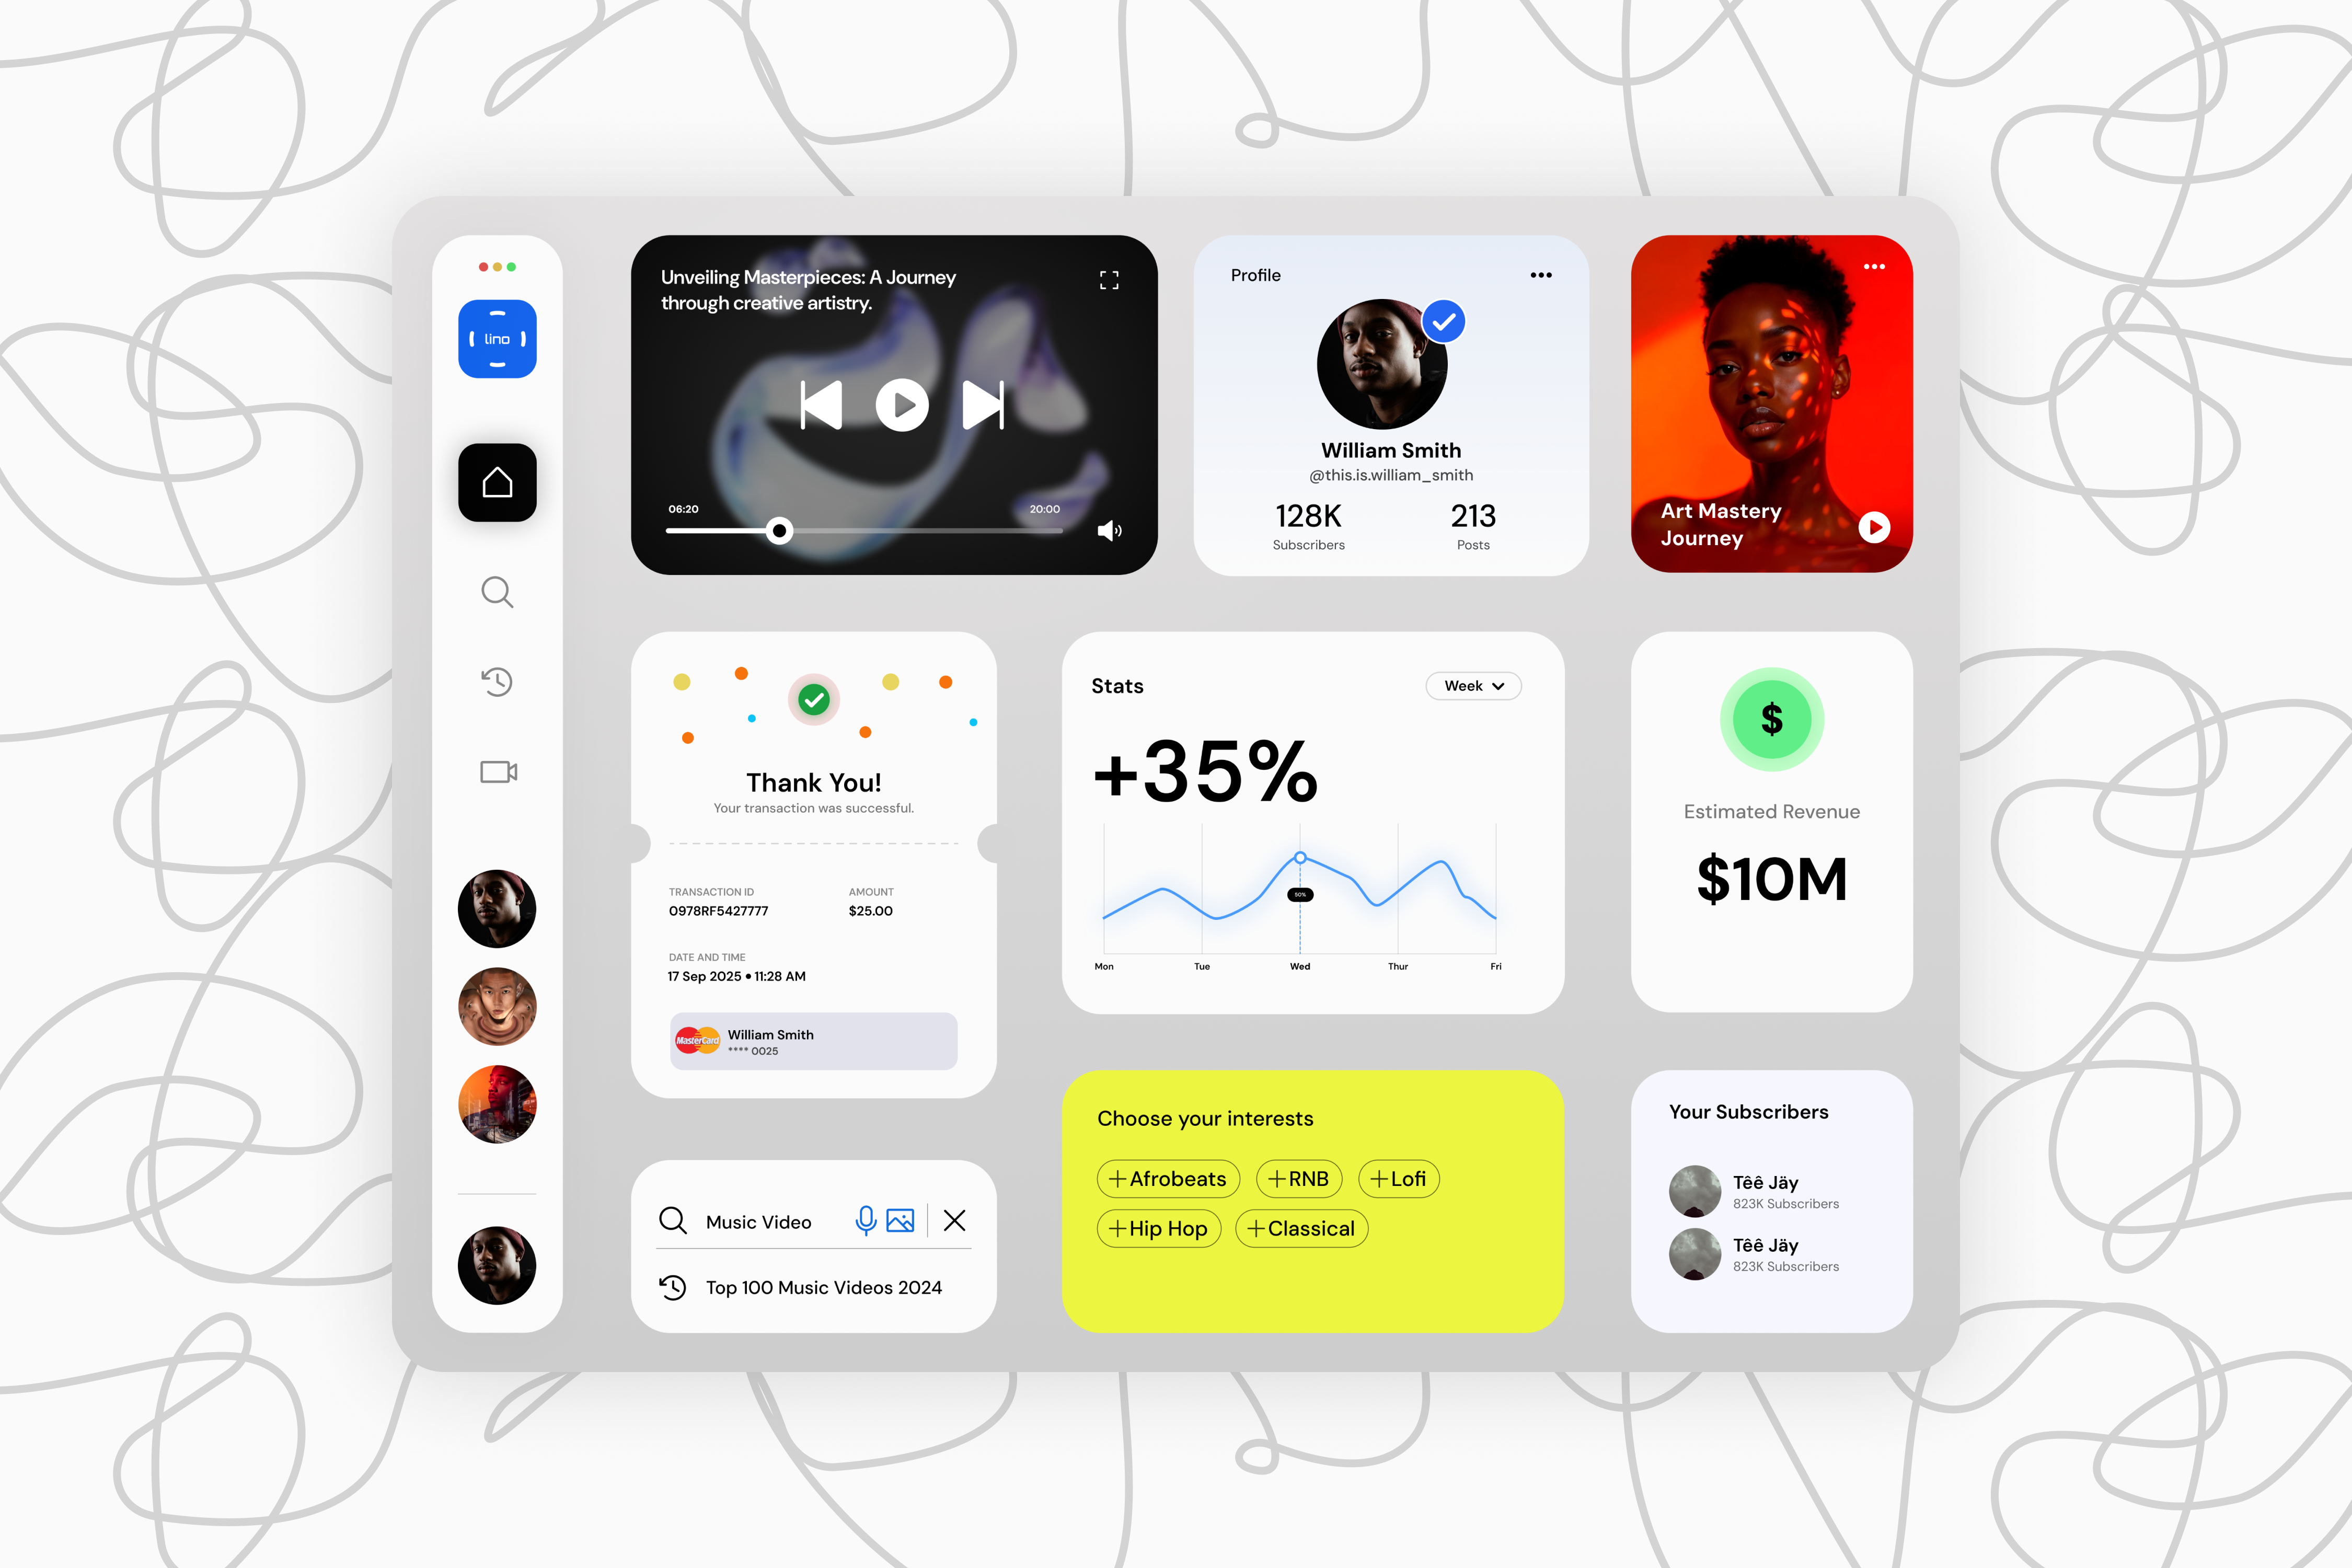 lino
Unveiling Masterpieces: A Journey
through creative artistry.
06:20
20:00
Profile
William Smith
@this.is.william_smith
128K
Subscribers
213
Posts
Art Mastery
Journey
Thank You!
Your transaction was successful.
TRANSACTION ID
0978RF5427777
AMOUNT
$25.00
DATE AND TIME
17 Sep 2025 • 11:28 AM
MasterCard
William Smith
**** 0025
Stats
Week
+35%
50%
Mon
Tue
Wed
Thur
Fri
$
Estimated Revenue
$10M
Music Video
Top 100 Music Videos 2024
Choose your interests
+Afrobeats
+RNB
+Lofi
+Hip Hop
+Classical
Your Subscribers
Têê Jäy
823K Subscribers
Têê Jäy
823K Subscribers